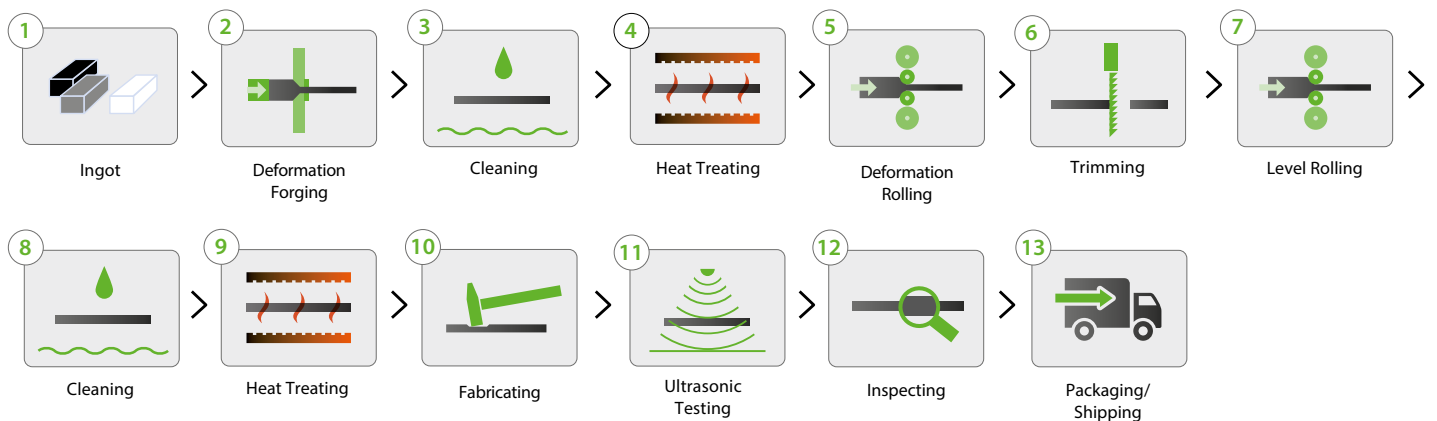 1
Ingot
2
Deformation
Forging
3
Cleaning
4
Heat Treating
5
Deformation
Rolling
6
Trimming
7
Level Rolling
8
Cleaning
9
Heat Treating
10
Fabricating
11
Ultrasonic
Testing
12
Inspecting
13
Packaging/
Shipping